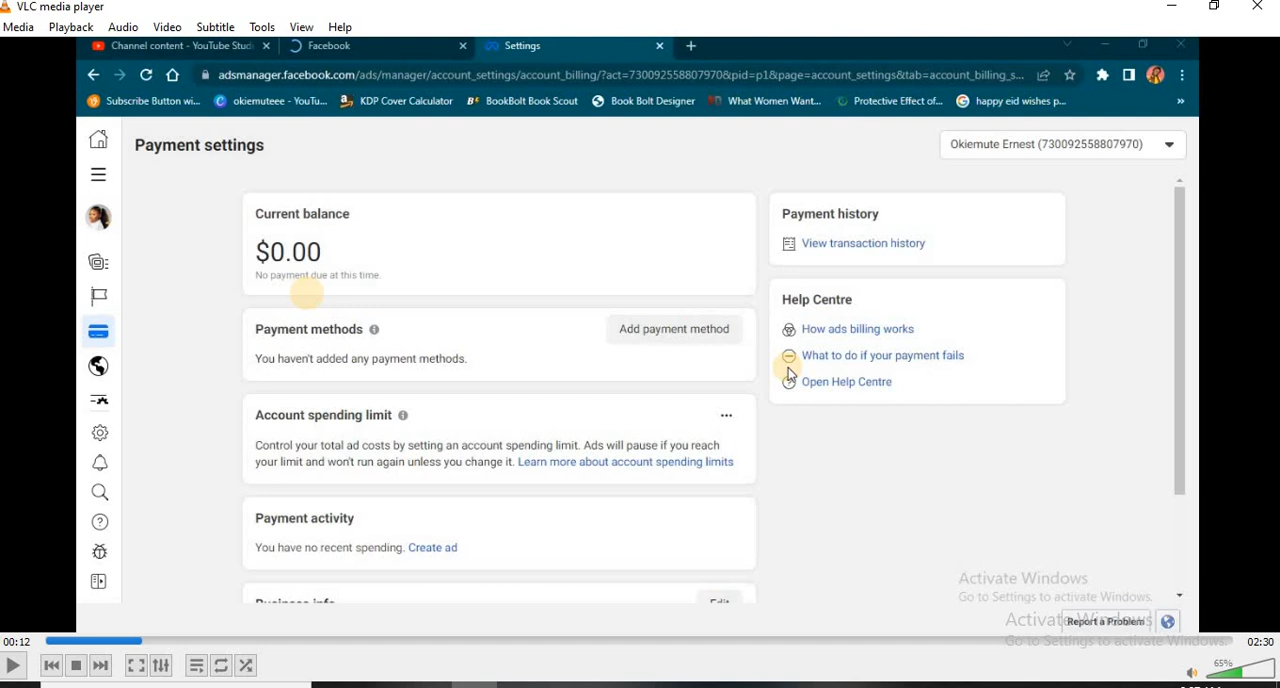 VLC media player
Media Playback Audio Video Subtitle Tools View Help
Channel content - YouTube Studi
Facebook
Settings
adsmanager.facebook.com/ads/manager/account_settings/account_billing/?act=730092558807970&pid=p1&page=account_settings&tab=account_billing_s...
Subscribe Button wi... okiemuteee - YouTu... KDP Cover Calculator BookBolt Book Scout Book Bolt Designer What Women Want... Protective Effect of... happy eid wishes p... »
Payment settings
Okiemute Ernest (730092558807970)
Current balance
$0.00
No payment due at this time.
Payment methods
Add payment method
You haven't added any payment methods.
Account spending limit
Control your total ad costs by setting an account spending limit. Ads will pause if you reach
your limit and won't run again unless you change it. Learn more about account spending limits
Payment activity
You have no recent spending. Create ad
Payment history
View transaction history
Help Centre
How ads billing works
What to do if your payment fails
Open Help Centre
Activate Windows
Go to Settings to activate Windows.
Activate Windows
Report a Problem
Go to Settings to activate Windows.
00:12
02:30
65%